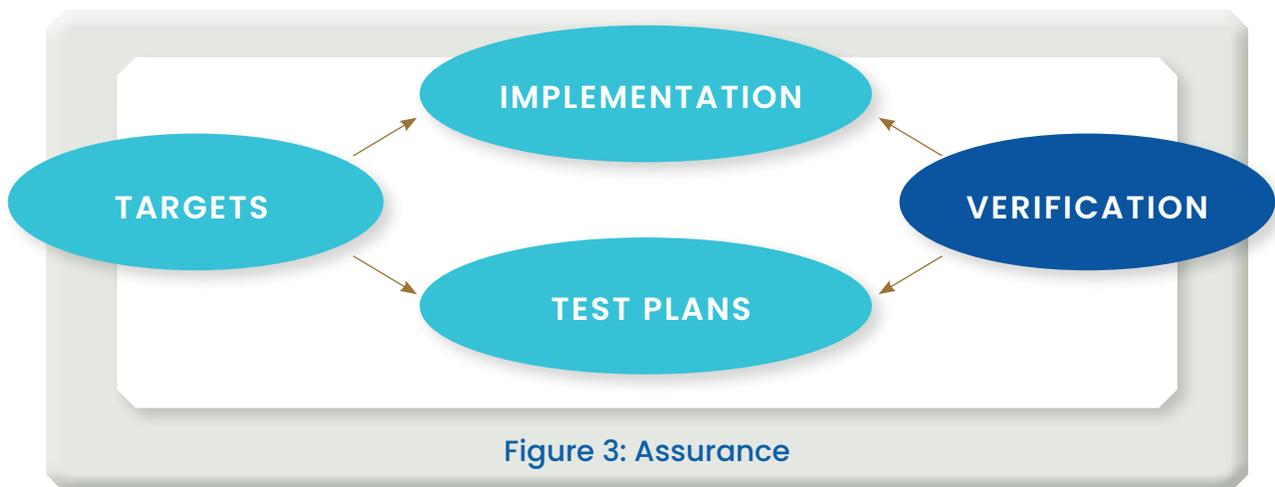 IMPLEMENTATION
TARGETS
VERIFICATION
TEST PLANS
Figure 3: Assurance